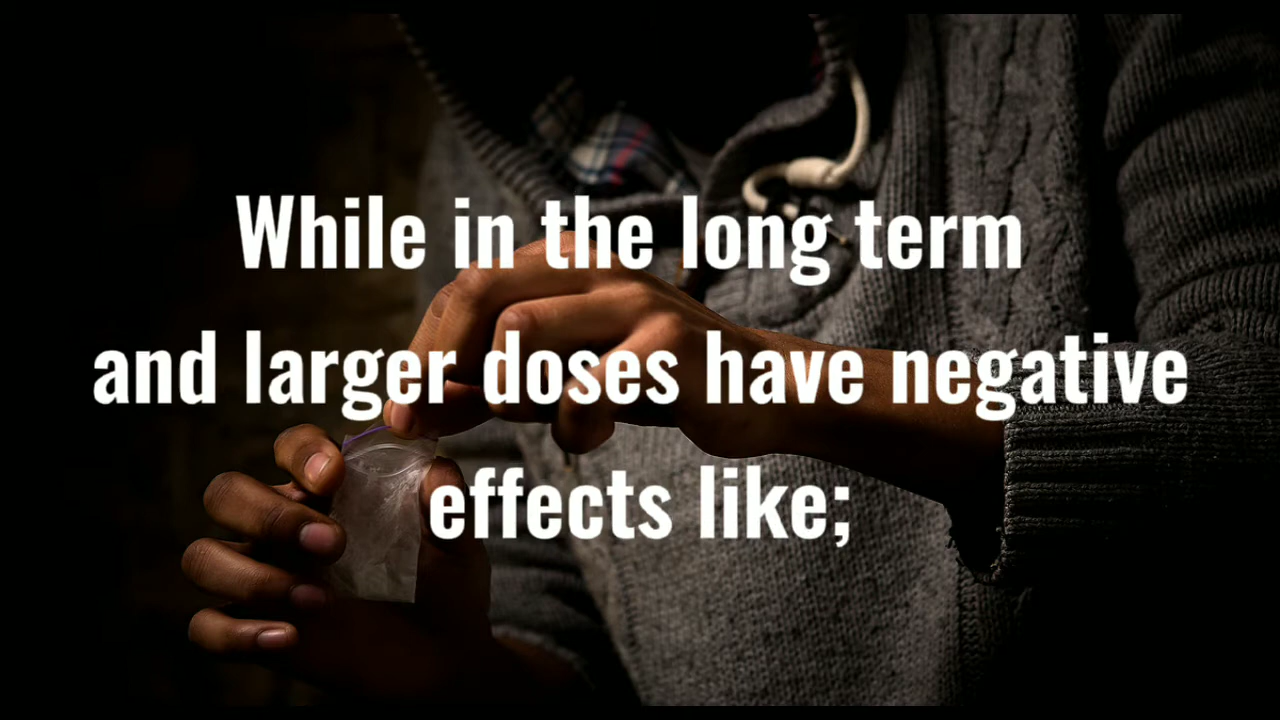 While in the long term
and larger doses have negative
effects like;